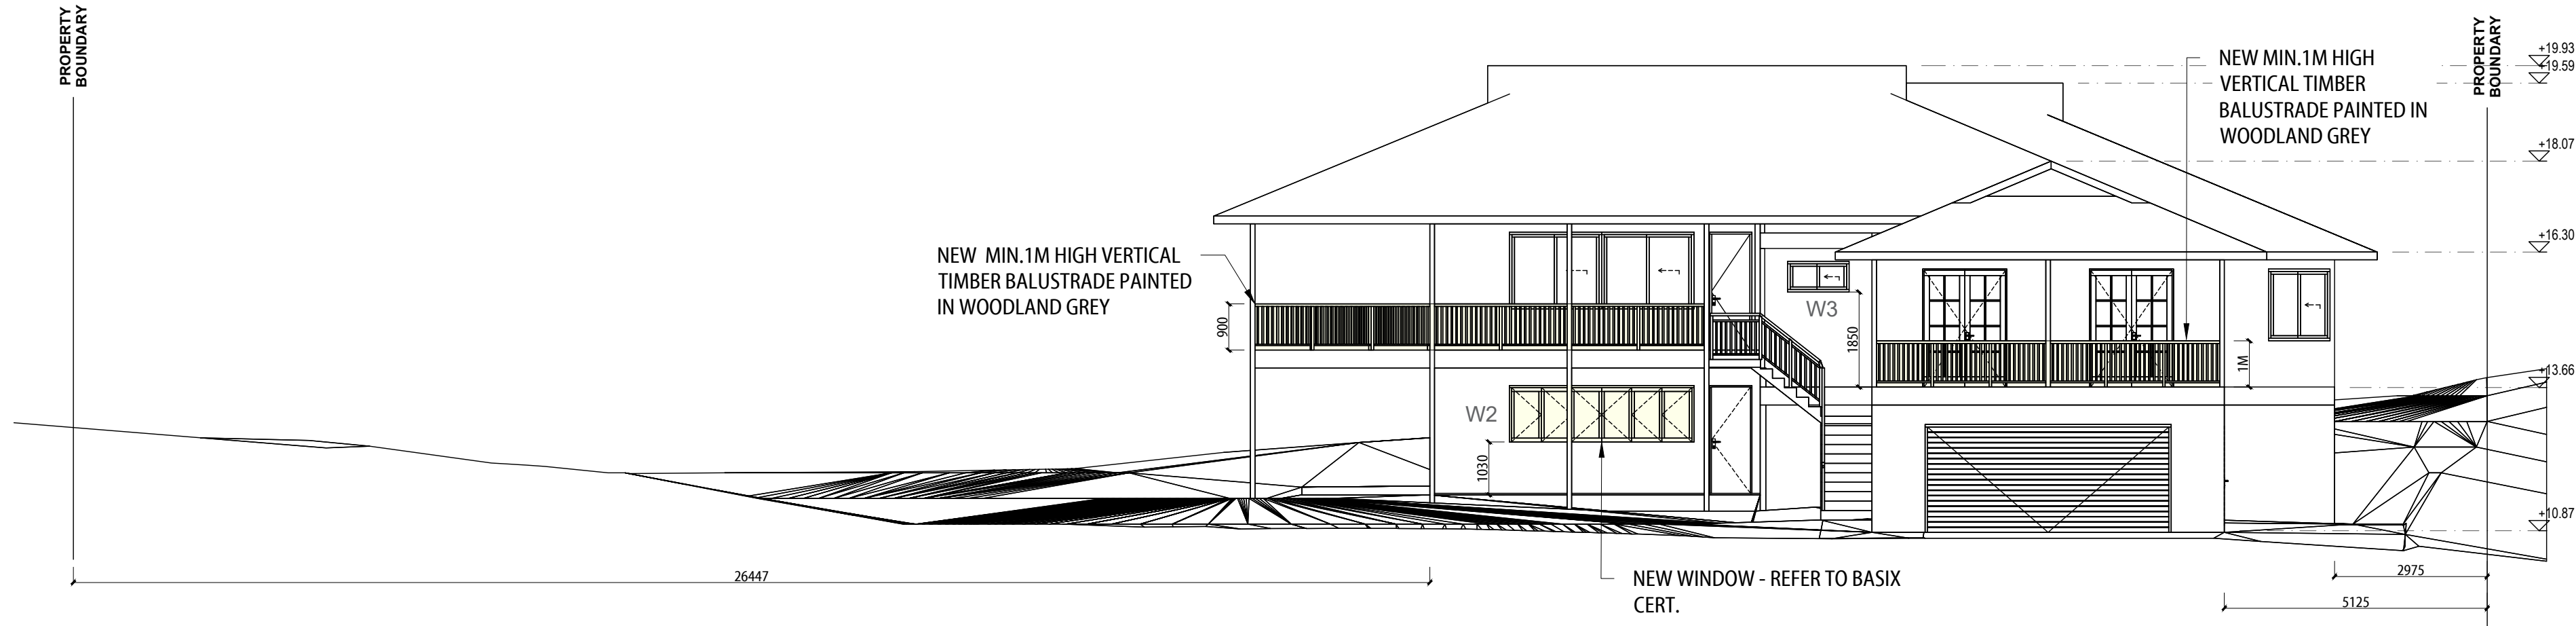 PROPERTY
BOUNDARY
NEW MIN.1M HIGH VERTICAL
TIMBER BALUSTRADE PAINTED
IN WOODLAND GREY
900
W2
1030
W3
1850
NEW MIN.1M HIGH
VERTICAL TIMBER
BALUSTRADE PAINTED IN
WOODLAND GREY
1M
PROPERTY
BOUNDARY
+19.93
+19.59
+18.07
+16.30
+13.66
+10.87
26447
NEW WINDOW - REFER TO BASIX
CERT.
2975
5125